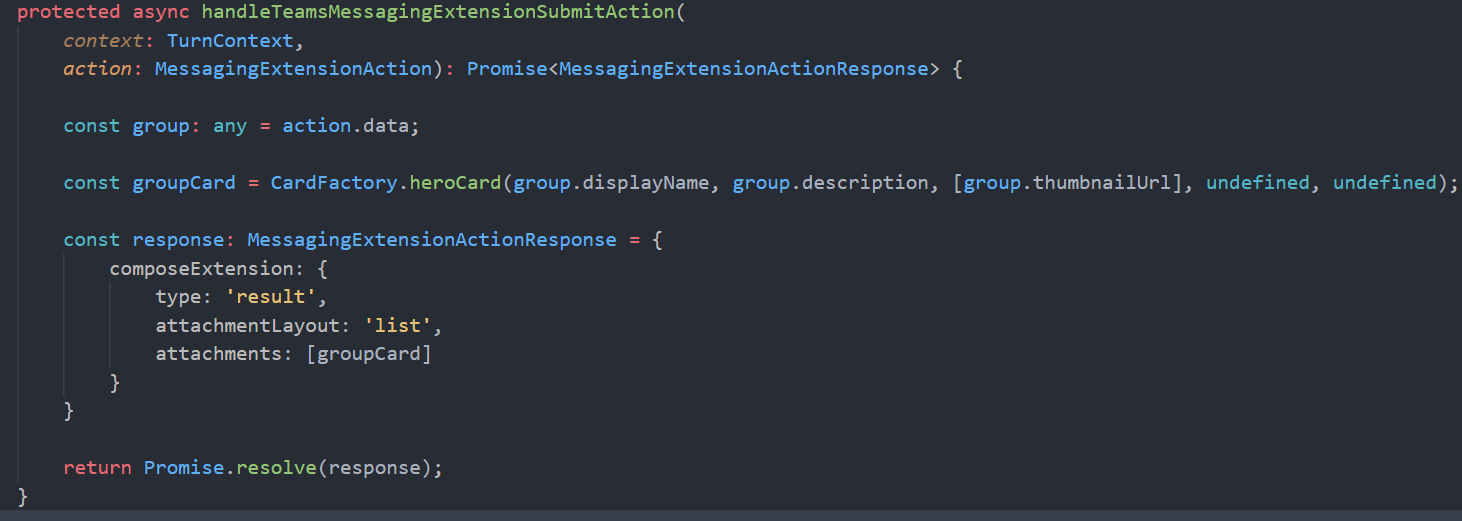 protected async handleTeamsMessagingExtensionSubmitAction(
    context: TurnContext,
    action: MessagingExtensionAction): Promise<MessagingExtensionActionResponse> {

    const group: any = action.data;

    const groupCard = CardFactory.heroCard(group.displayName, group.description, [group.thumbnailUrl], undefined, undefined);

    const response: MessagingExtensionActionResponse = {
        composeExtension: {
            type: 'result',
            attachmentLayout: 'list',
            attachments: [groupCard]
        }
    }

    return Promise.resolve(response);
}